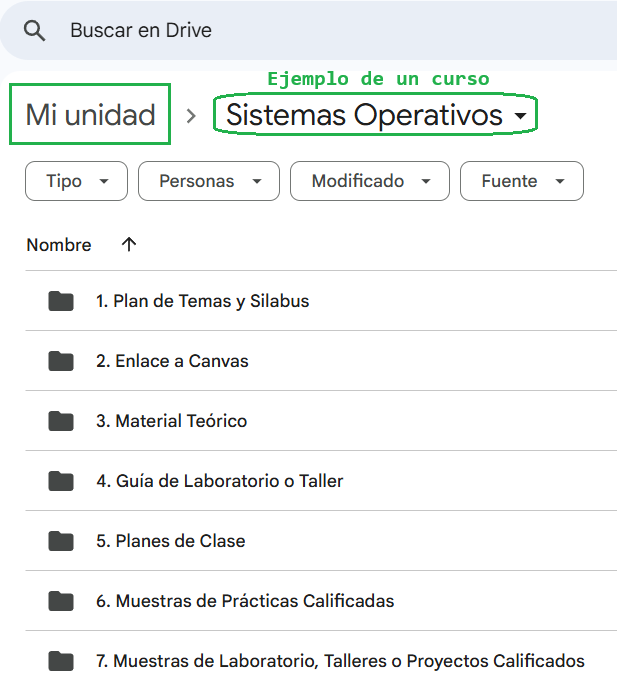 Buscar en Drive
Ejemplo de un curso
Mi unidad > Sistemas Operativos
Tipo Personas Modificado Fuente
Nombre
1. Plan de Temas y Silabus
2. Enlace a Canvas
3. Material Teórico
4. Guía de Laboratorio o Taller
5. Planes de Clase
6. Muestras de Prácticas Calificadas
7. Muestras de Laboratorio, Talleres o Proyectos Calificados